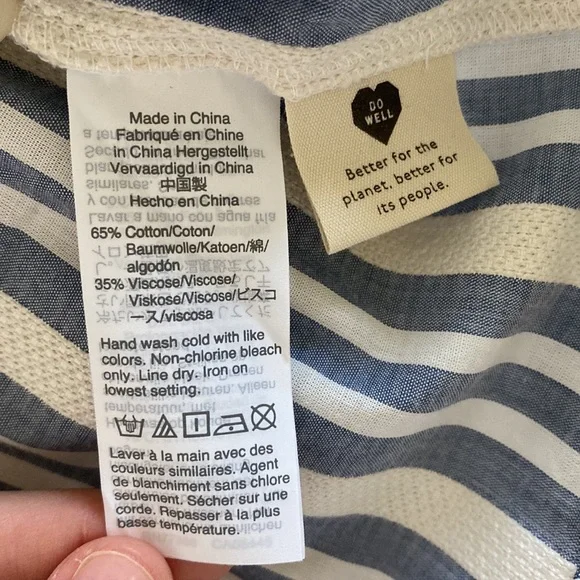 Made in China
Fabriqué en Chine
in China Hergestellt
Vervaardigd in China
中国製
Hecho en China
65% Cotton/Coton/
Baumwolle/Katoen/綿/
algodón
35% Viscose/Viscose/
Viskose/Viscose/ビスコ
ース/viscosa
Hand wash cold with like
colors. Non-chlorine bleach
only. Line dry. Iron on
lowest setting.
Laver à la main avec des
couleurs similaires. Agent
de blanchiment sans chlore
seulement. Sécher sur une
corde. Repasser à la plus
basse température.
DO
WELL
Better for the
planet, better for
its people.